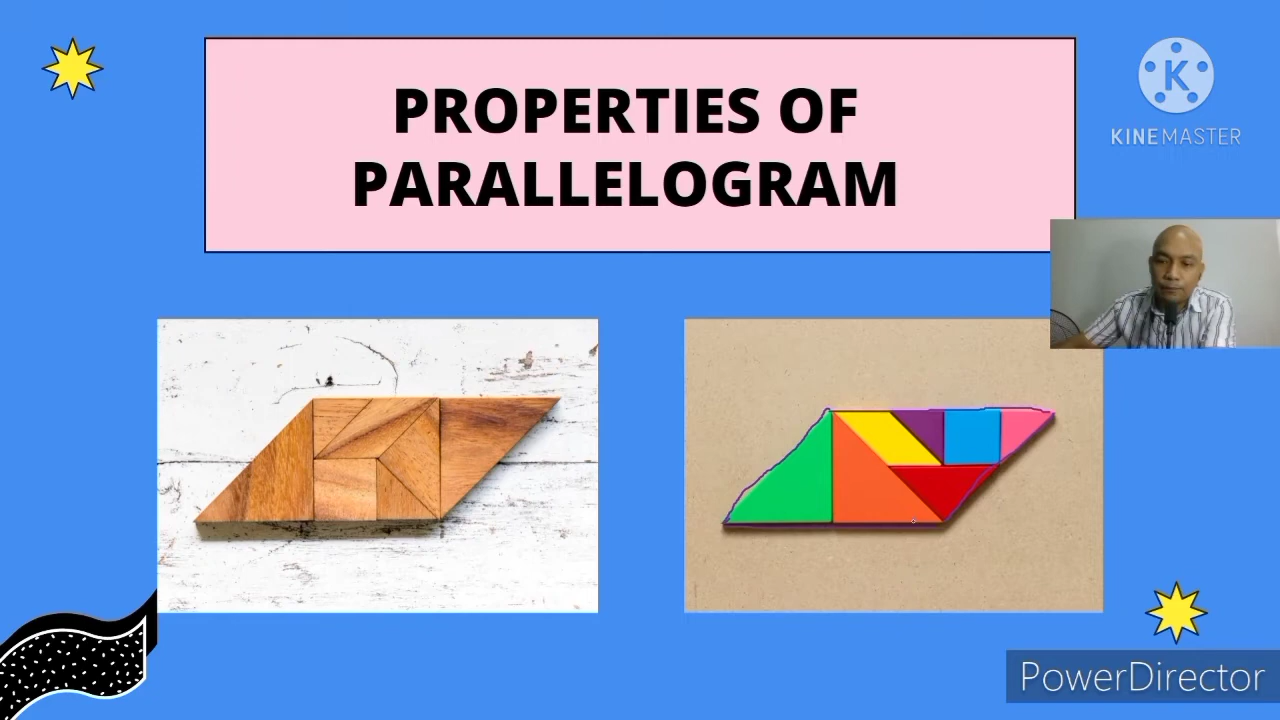 PROPERTIES OF
PARALLELOGRAM
K
KINEMASTER
PowerDirector